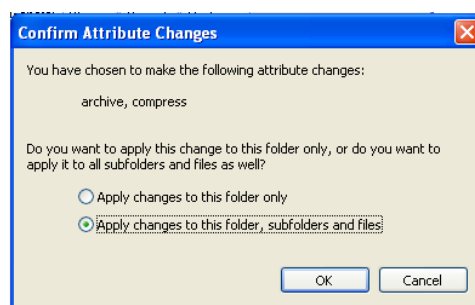 Confirm Attribute Changes
You have chosen to make the following attribute changes:
archive, compress
Do you want to apply this change to this folder only, or do you want to
apply it to all subfolders and files as well?
Apply changes to this folder only
Apply changes to this folder, subfolders and files
OK
Cancel